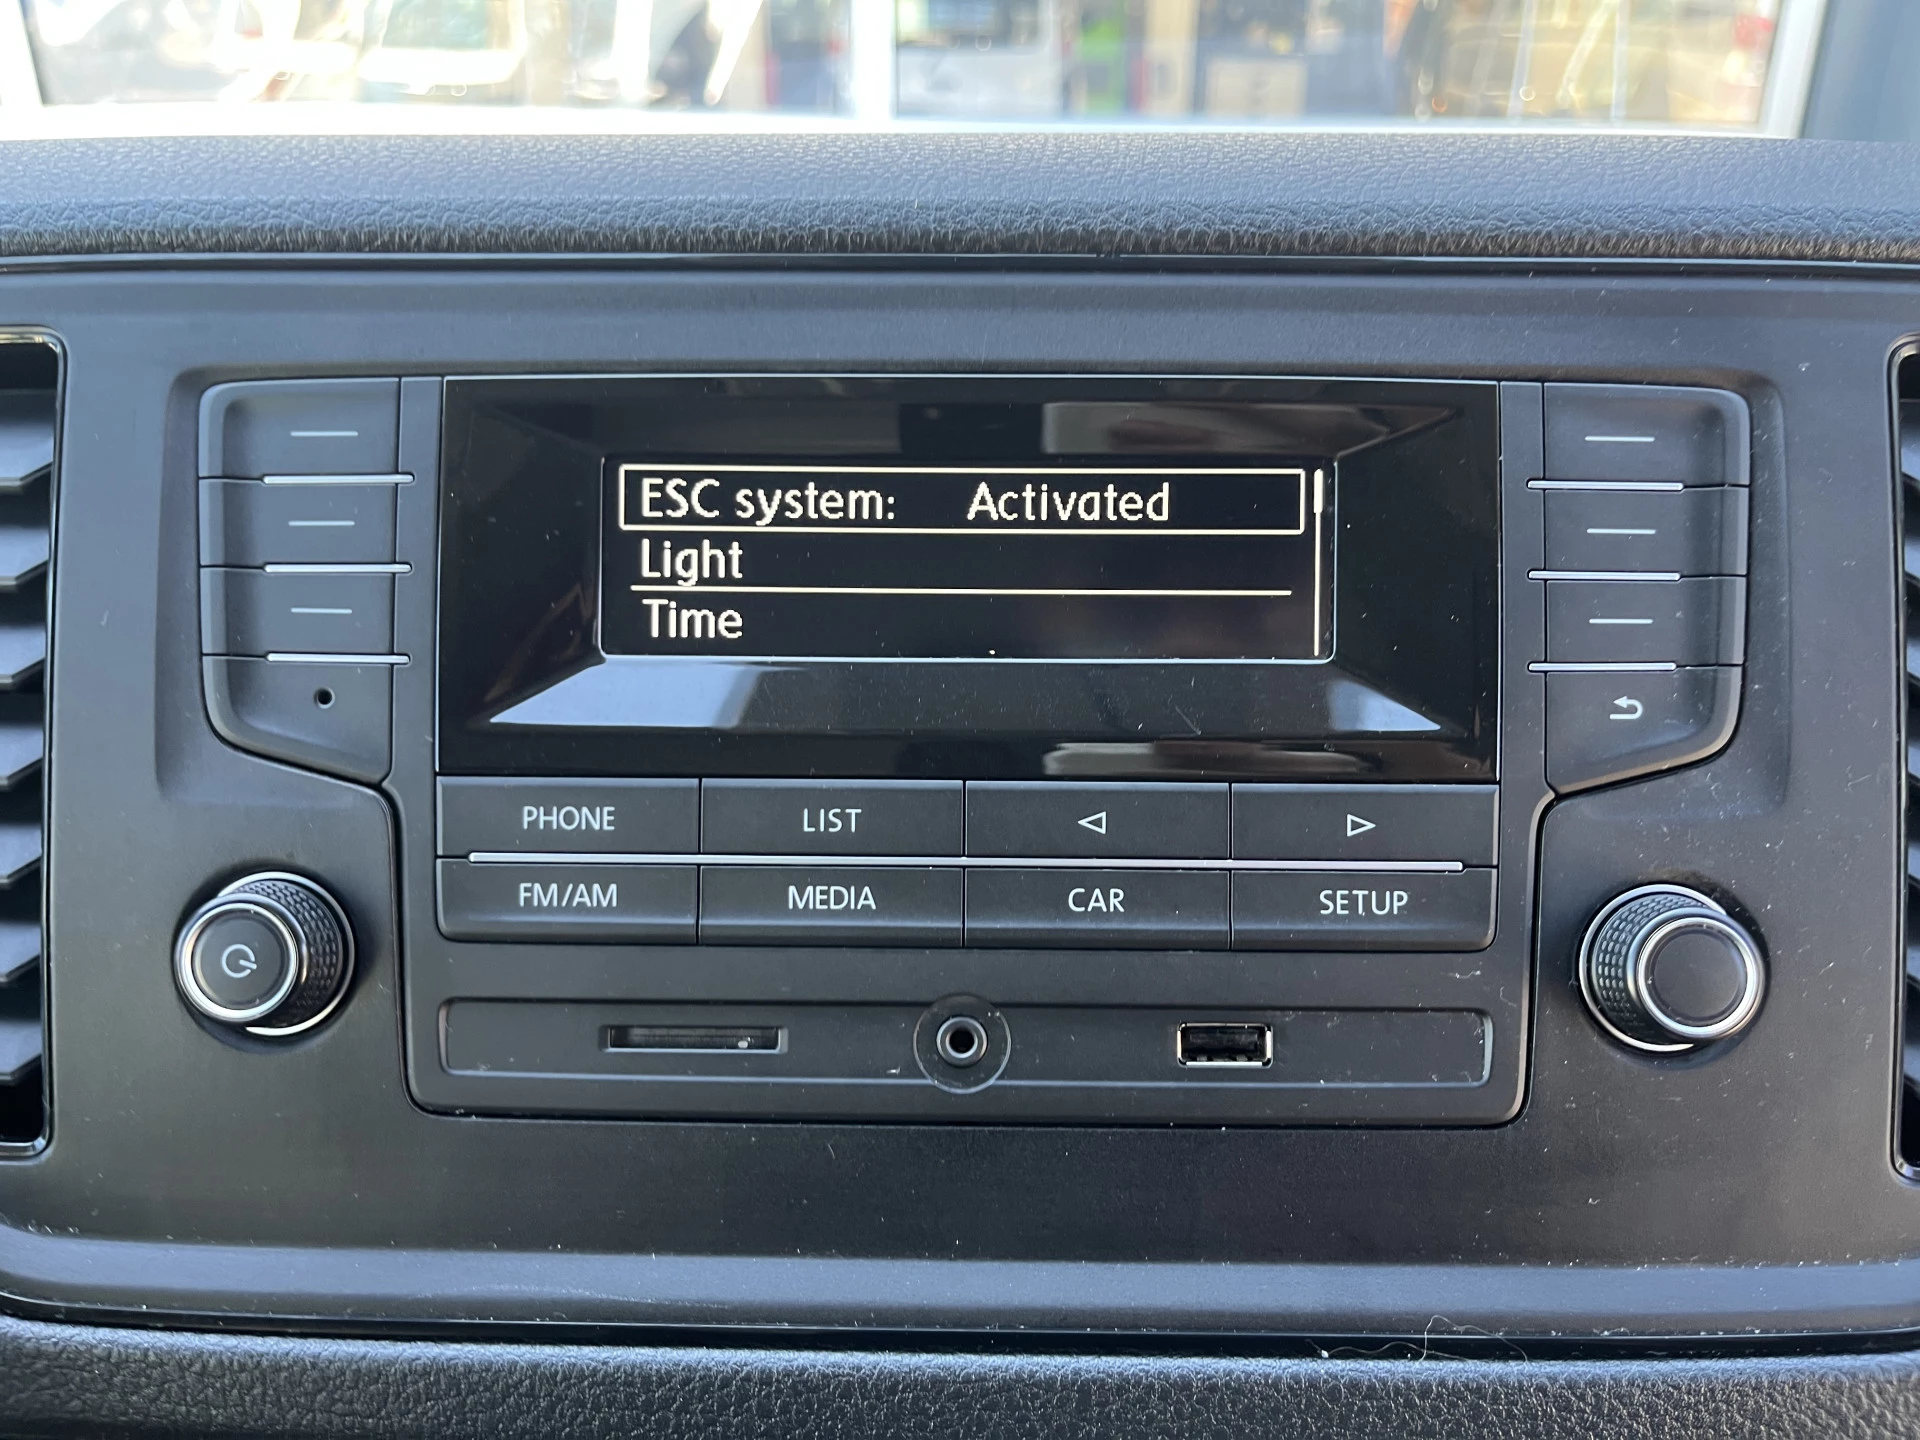 ESC system: Activated
Light
Time
PHONE LIST
FM/AM MEDIA CAR SETUP